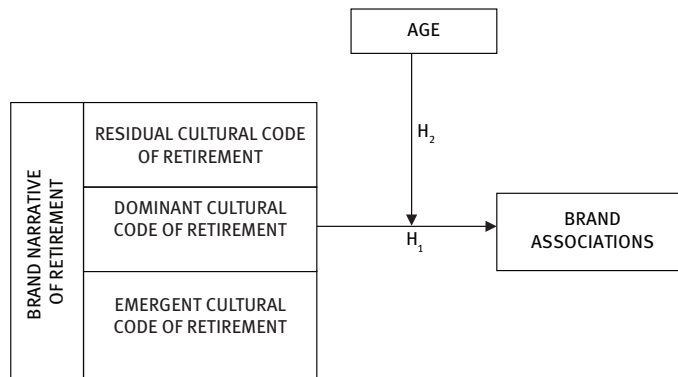 AGE
H₂
BRAND NARRATIVE
OF RETIREMENT
RESIDUAL CULTURAL CODE
OF RETIREMENT
DOMINANT CULTURAL
CODE OF RETIREMENT
EMERGENT CULTURAL
CODE OF RETIREMENT
H₁
BRAND
ASSOCIATIONS